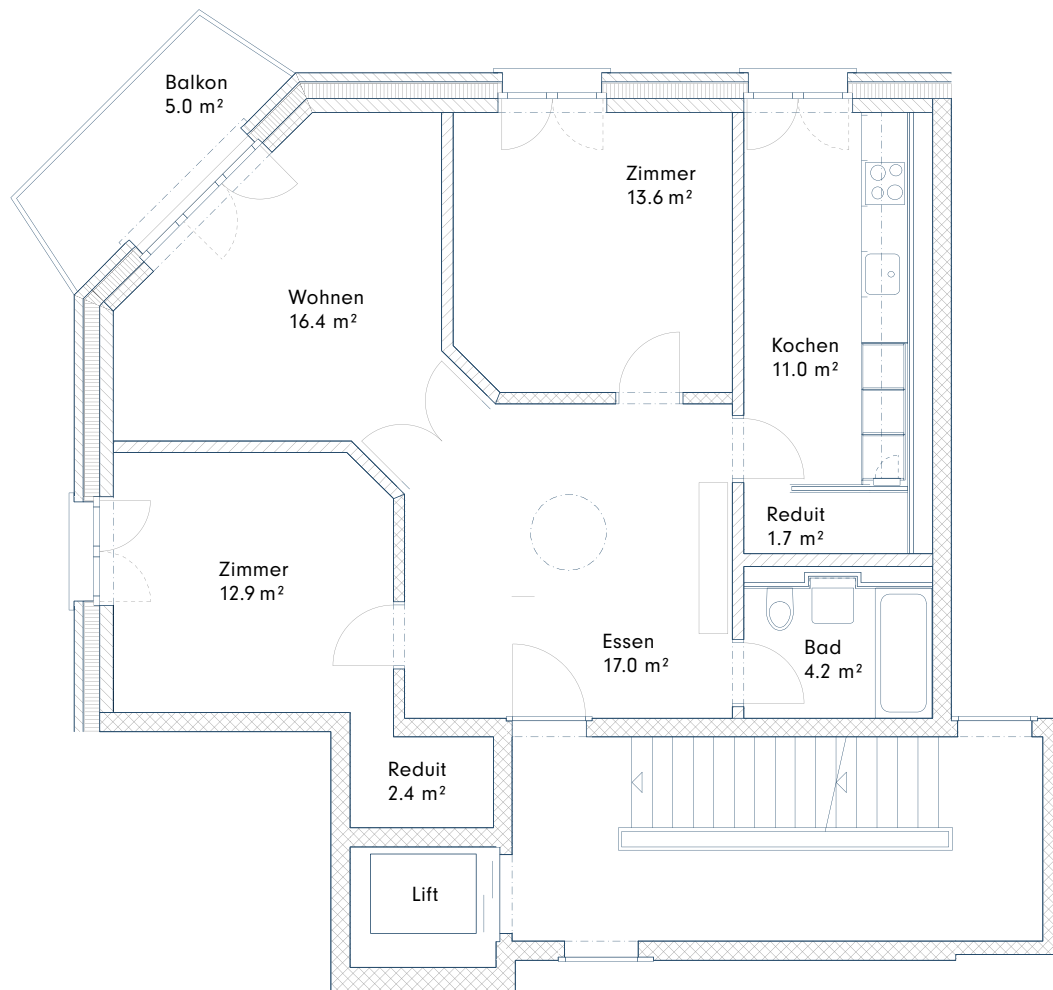 Balkon
5.0 m²
Zimmer
13.6 m²
Wohnen
16.4 m²
Kochen
11.0 m²
Reduit
1.7 m²
Zimmer
12.9 m²
Essen
17.0 m²
Bad
4.2 m²
Reduit
2.4 m²
Lift